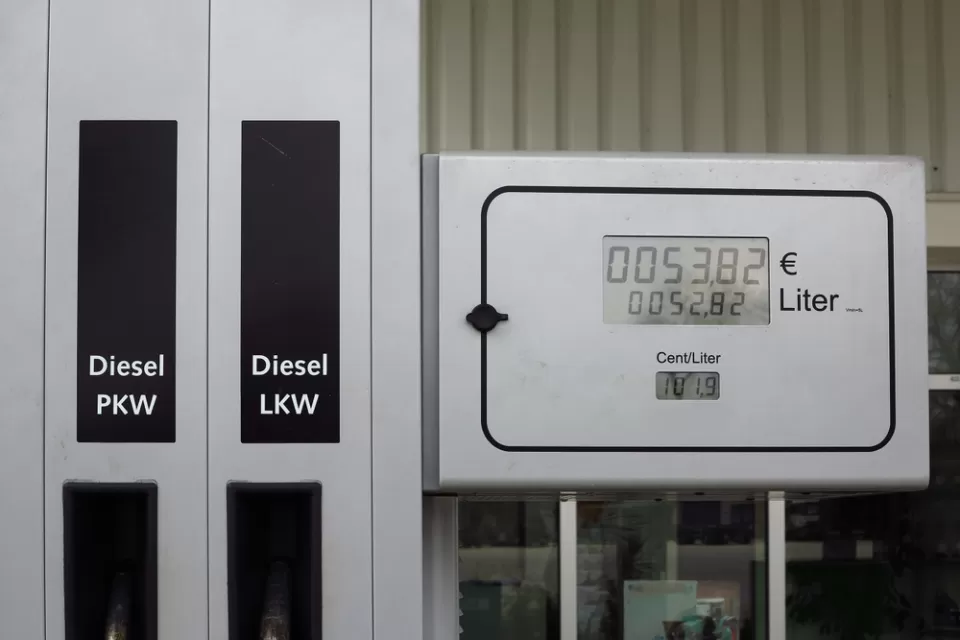 Diesel
PKW
Diesel
LKW
0053,82 €
0052,82 Liter
Cent/Liter
101,9